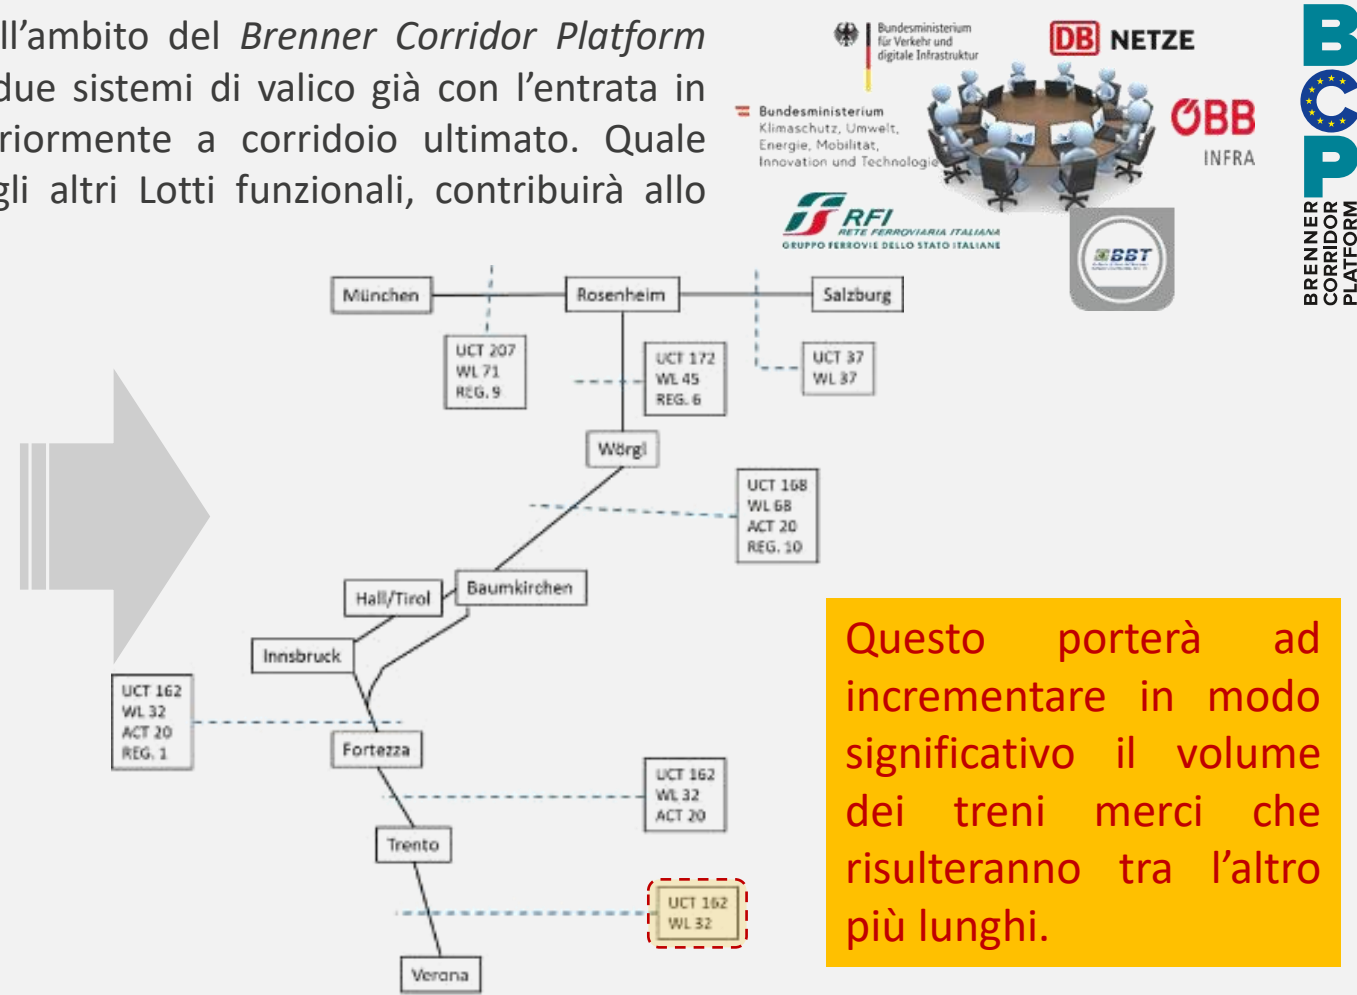 ll’ambito del Brenner Corridor Platform
due sistemi di valico già con l’entrata in
eriormente a corridoio ultimato. Quale
gli altri Lotti funzionali, contribuirà allo
Bundesministerium
für Verkehr und
digitale Infrastruktur
DB NETZE
Bundesministerium
Klimaschutz, Umwelt,
Energie, Mobilität,
Innovation und Technologie
ÖBB
INFRA
RFI
RETE FERROVIARIA ITALIANA
GRUPPO FERROVIE DELLO STATO ITALIANE
BBT
BCP
BRENNER
CORRIDOR
PLATFORM
München
Rosenheim
Salzburg
UCT 207
WL 71
REG. 9
UCT 172
WL 45
REG. 6
UCT 37
WL 37
Wörgl
UCT 168
WL 68
ACT 20
REG. 10
Baumkirchen
Hall/Tirol
Innsbruck
UCT 162
WL 32
ACT 20
REG. 1
Fortezza
UCT 162
WL 32
ACT 20
Trento
UCT 162
WL 32
Verona
Questo porterà ad
incrementare in modo
significativo il volume
dei treni merci che
risulteranno tra l’altro
più lunghi.